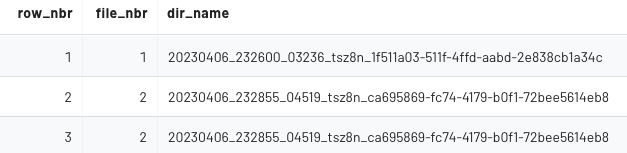 row_nbr file_nbr dir_name
1 1 20230406_232600_03236_tsz8n_1f511a03-511f-4ffd-aabd-2e838cb1a34c
2 2 20230406_232855_04519_tsz8n_ca695869-fc74-4179-b0f1-72bee5614eb8
3 2 20230406_232855_04519_tsz8n_ca695869-fc74-4179-b0f1-72bee5614eb8